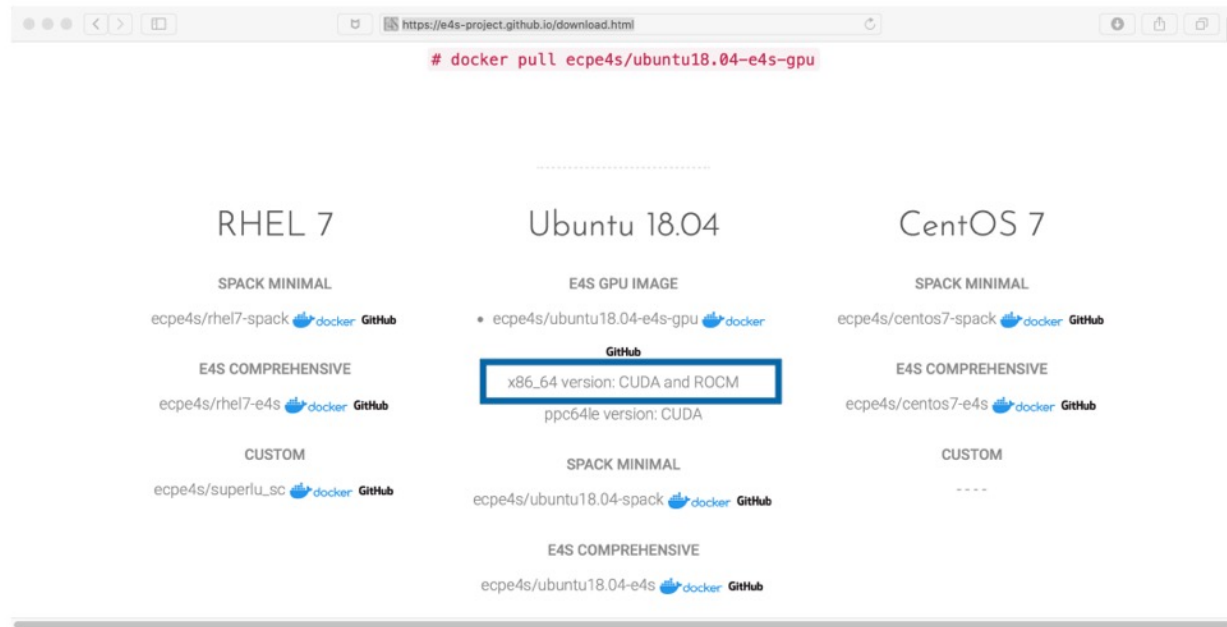 https://e4s-project.github.io/download.html
# docker pull ecpe4s/ubuntu18.04-e4s-gpu
RHEL 7
SPACK MINIMAL
ecpe4s/rhel7-spack docker GitHub
E4S COMPREHENSIVE
ecpe4s/rhel7-e4s docker GitHub
CUSTOM
ecpe4s/superlu_sc docker GitHub
Ubuntu 18.04
E4S GPU IMAGE
• ecpe4s/ubuntu18.04-e4s-gpu docker
GitHub
x86_64 version: CUDA and ROCM
ppc64le version: CUDA
SPACK MINIMAL
ecpe4s/ubuntu18.04-spack docker GitHub
E4S COMPREHENSIVE
ecpe4s/ubuntu18.04-e4s docker GitHub
CentOS 7
SPACK MINIMAL
ecpe4s/centos7-spack docker GitHub
E4S COMPREHENSIVE
ecpe4s/centos7-e4s docker GitHub
CUSTOM
----